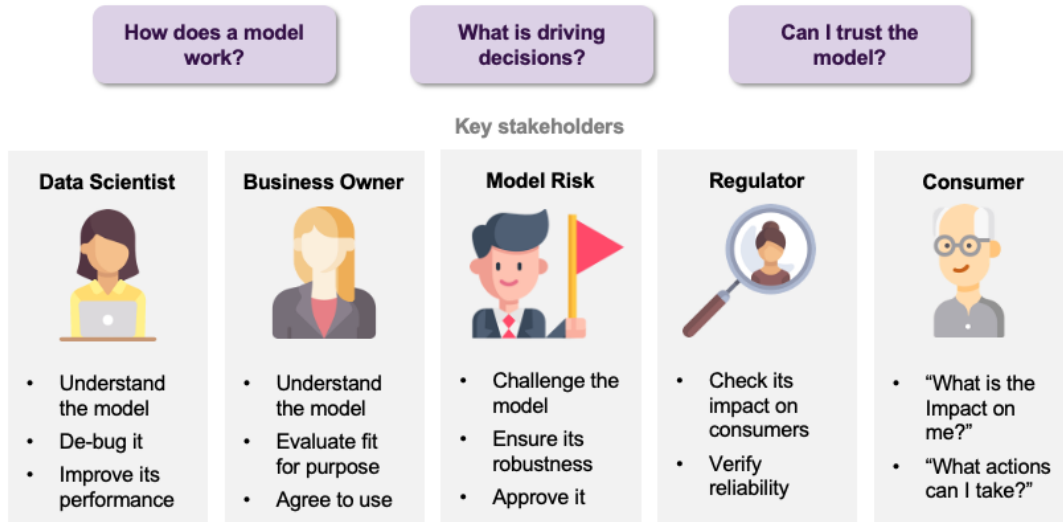 How does a model
work?
What is driving
decisions?
Can I trust the
model?
Key stakeholders
Data Scientist
• Understand
the model
• De-bug it
• Improve its
performance
Business Owner
• Understand
the model
• Evaluate fit
for purpose
• Agree to use
Model Risk
• Challenge the
model
• Ensure its
robustness
• Approve it
Regulator
• Check its
impact on
consumers
• Verify
reliability
Consumer
• “What is the
Impact on
me?”
• “What actions
can I take?”